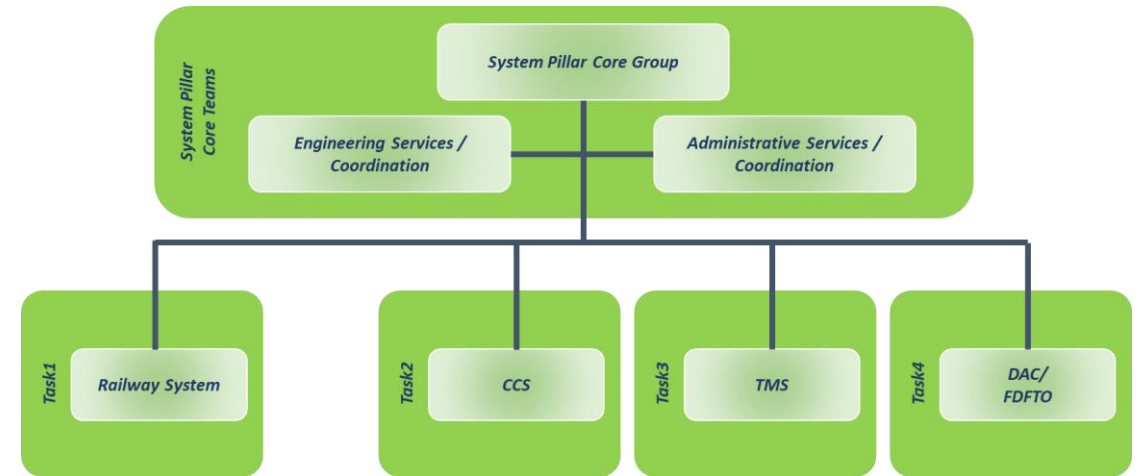 System Pillar
Core Teams
System Pillar Core Group
Engineering Services /
Coordination
Administrative Services /
Coordination
Task1
Railway System
Task2
CCS
Task3
TMS
Task4
DAC/
FDFTO